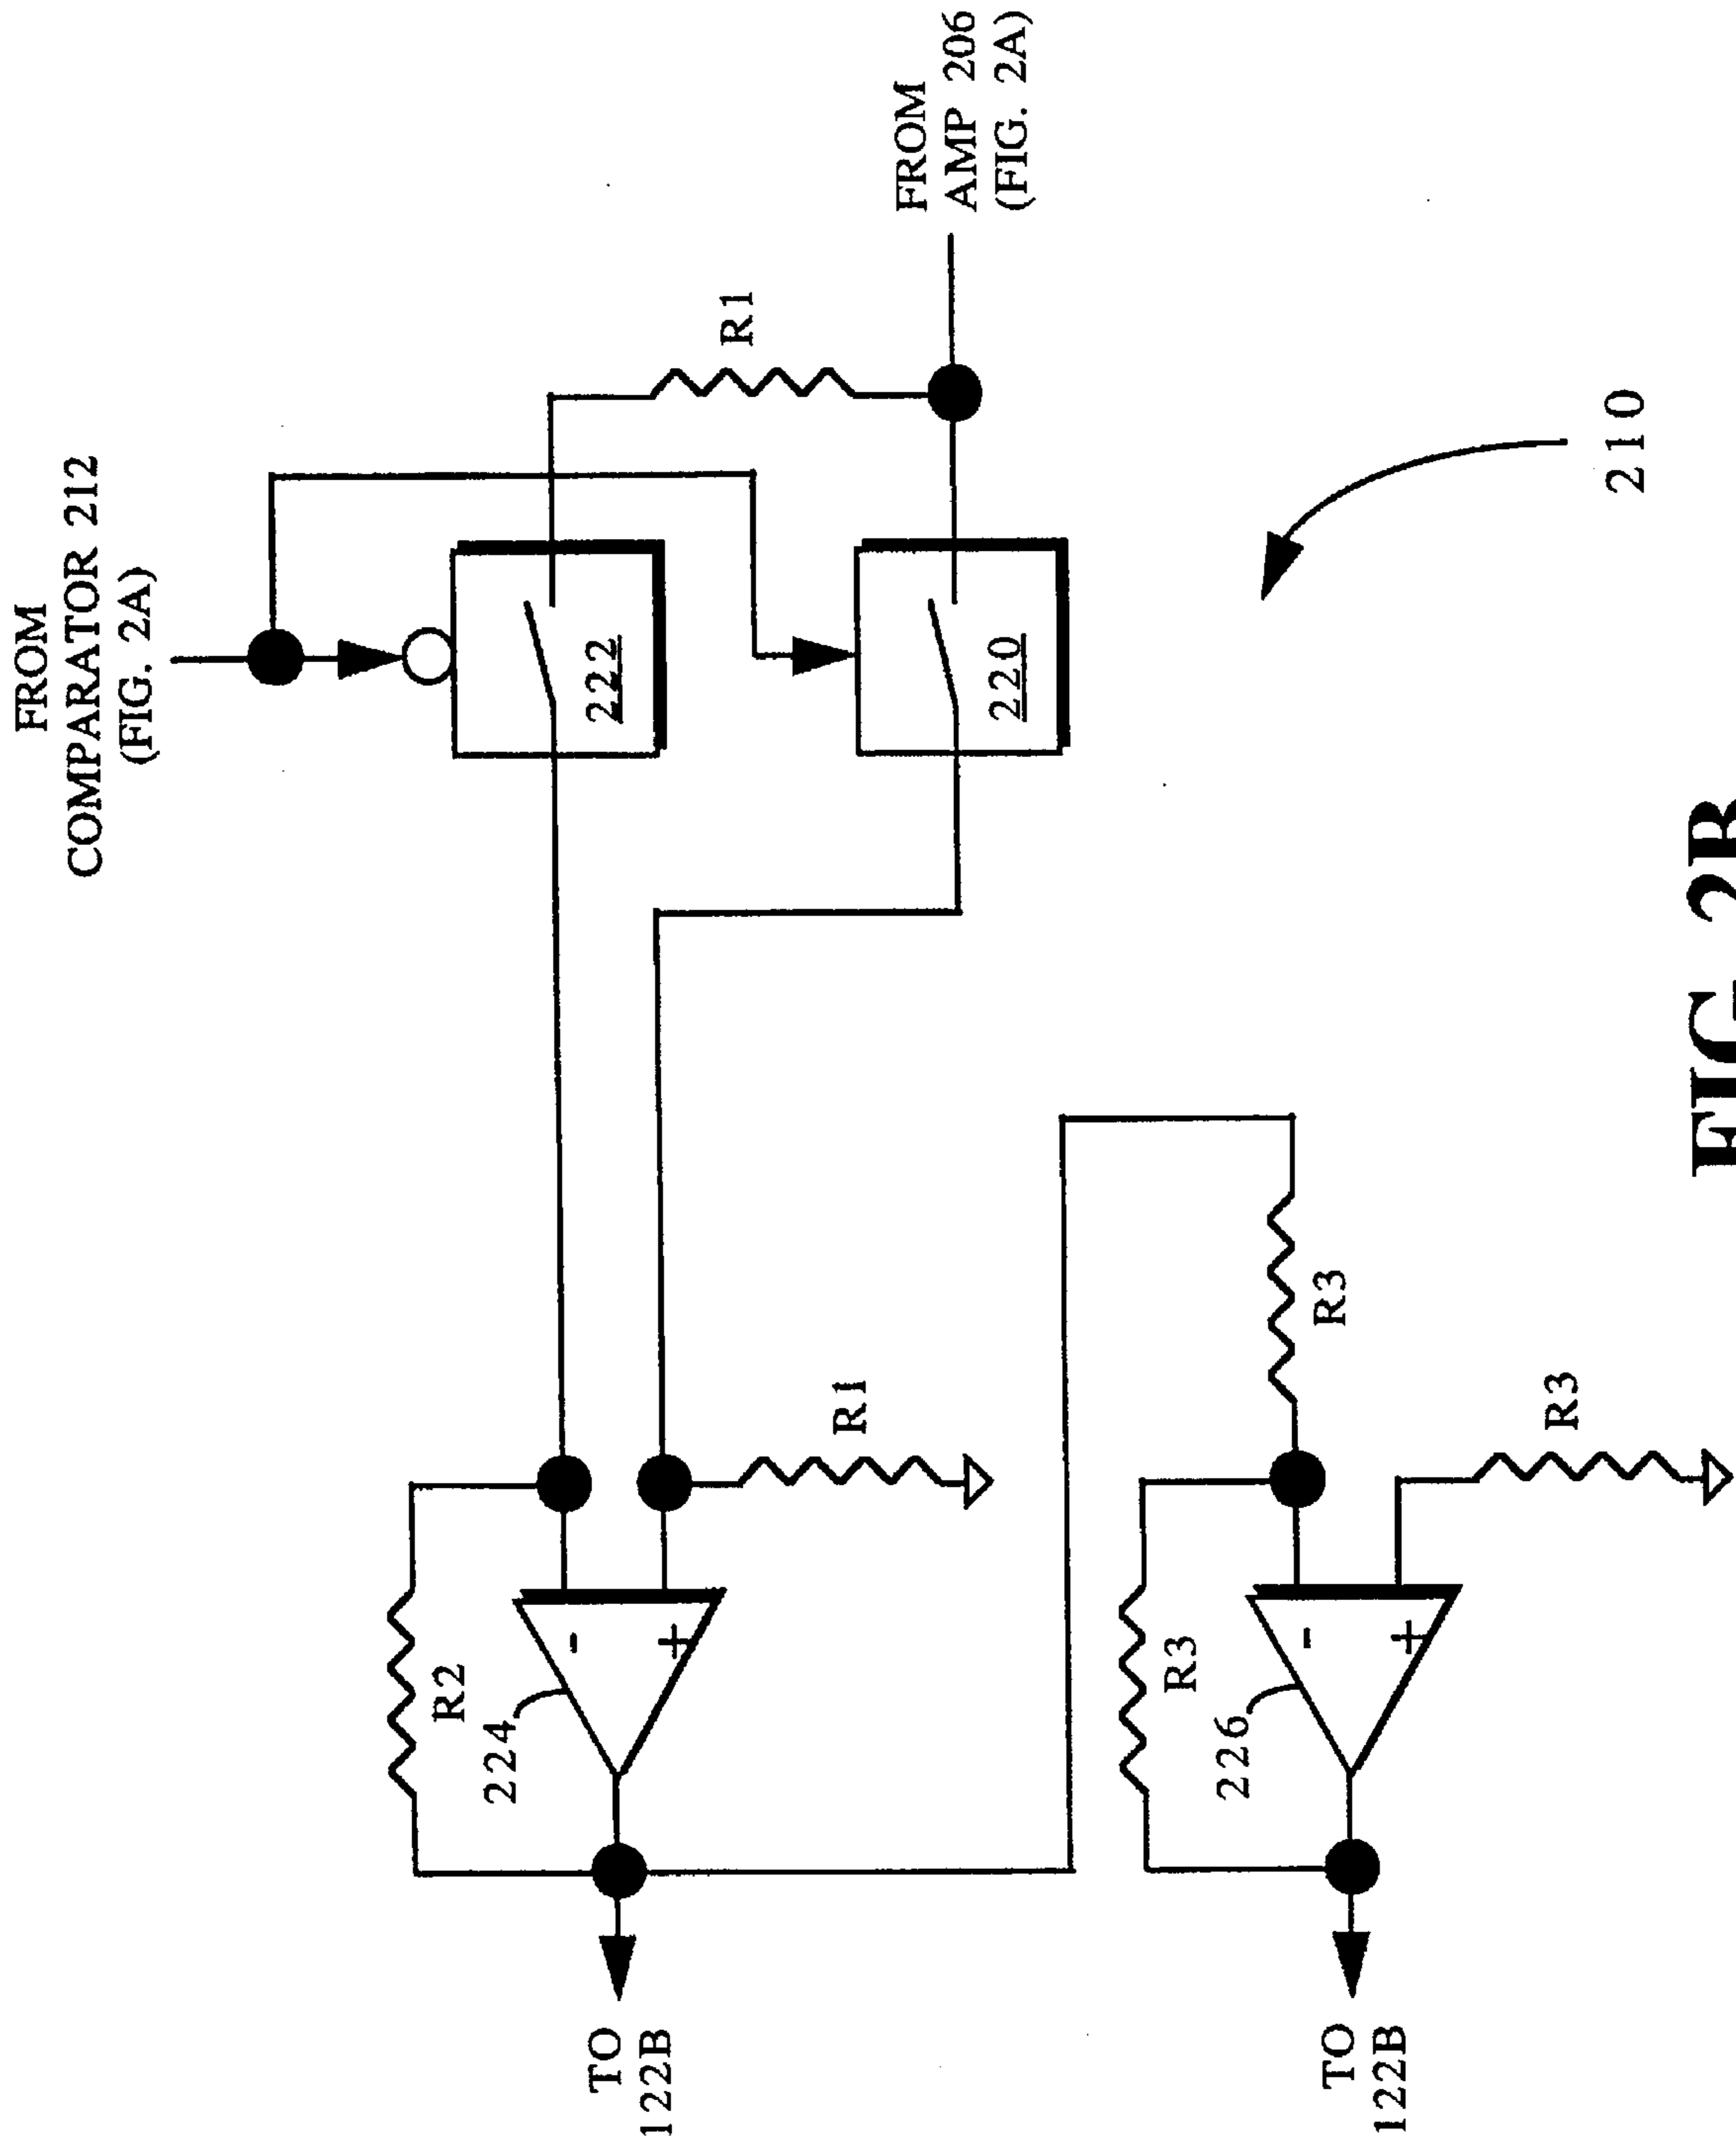 FROM
COMPARATOR 212
(FIG. 2A)
FROM
AMP 206
(FIG. 2A)
R1
222
220
210
R2
224
-
+
R1
R3
R3
226
-
+
R3
TO
122B
TO
122B
FIG. 2B